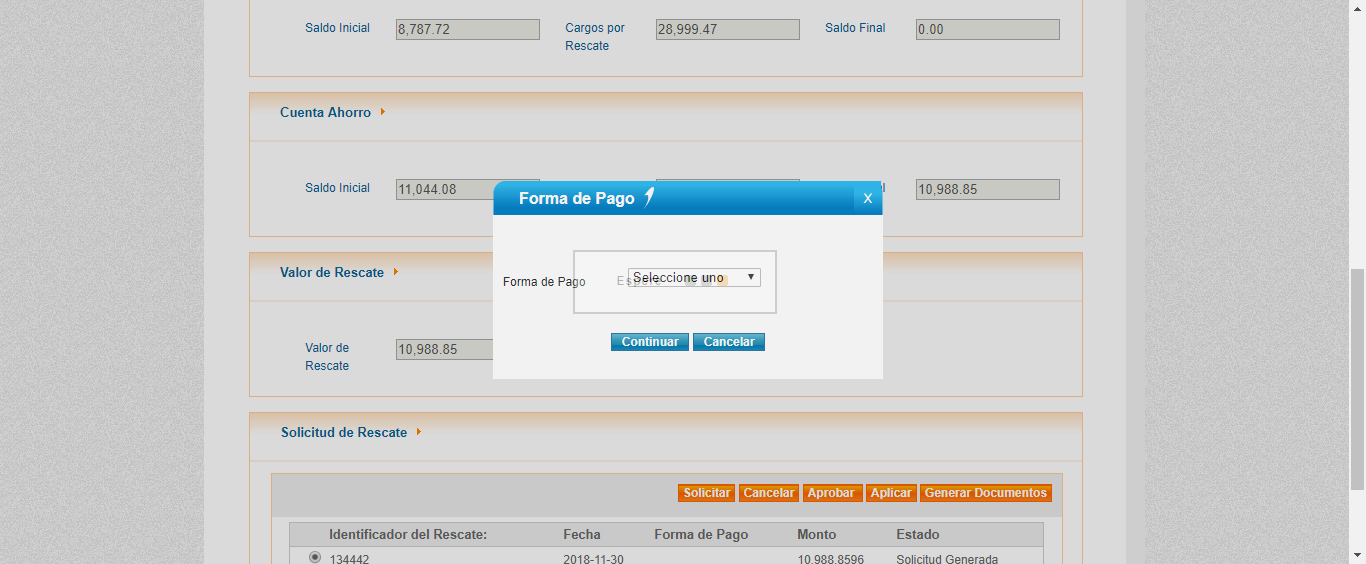 Saldo Inicial 8,787.72 Cargos por Rescate 28,999.47 Saldo Final 0.00
Cuenta Ahorro
Saldo Inicial 11,044.08 10,988.85
Forma de Pago X
Valor de Rescate
Forma de Pago Seleccione uno
Continuar Cancelar
Valor de Rescate 10,988.85
Solicitud de Rescate
Solicitar Cancelar Aprobar Aplicar Generar Documentos
Identificador del Rescate: Fecha Forma de Pago Monto Estado
134442 2018-11-30 10,988.8596 Solicitud Generada